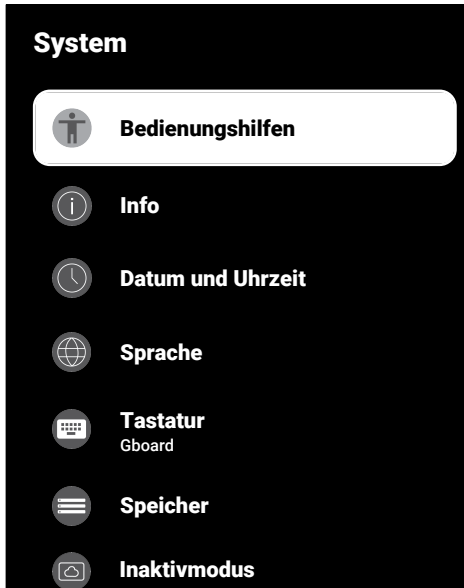 System
Bedienungshilfen
Info
Datum und Uhrzeit
Sprache
Tastatur
Gboard
Speicher
Inaktivmodus